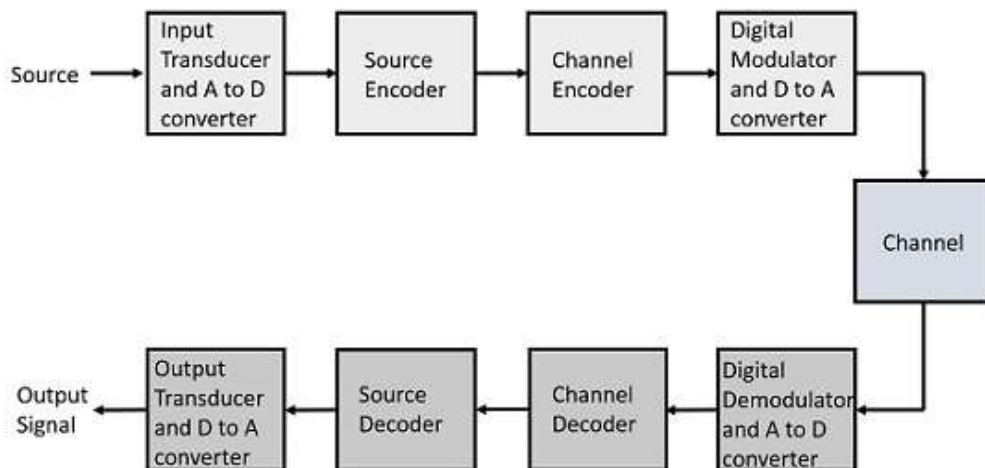 Source
Input
Transducer
and A to D
converter
Source
Encoder
Channel
Encoder
Digital
Modulator
and D to A
converter
Channel
Output
Signal
Output
Transducer
and D to A
converter
Source
Decoder
Channel
Decoder
Digital
Demodulator
and A to D
converter